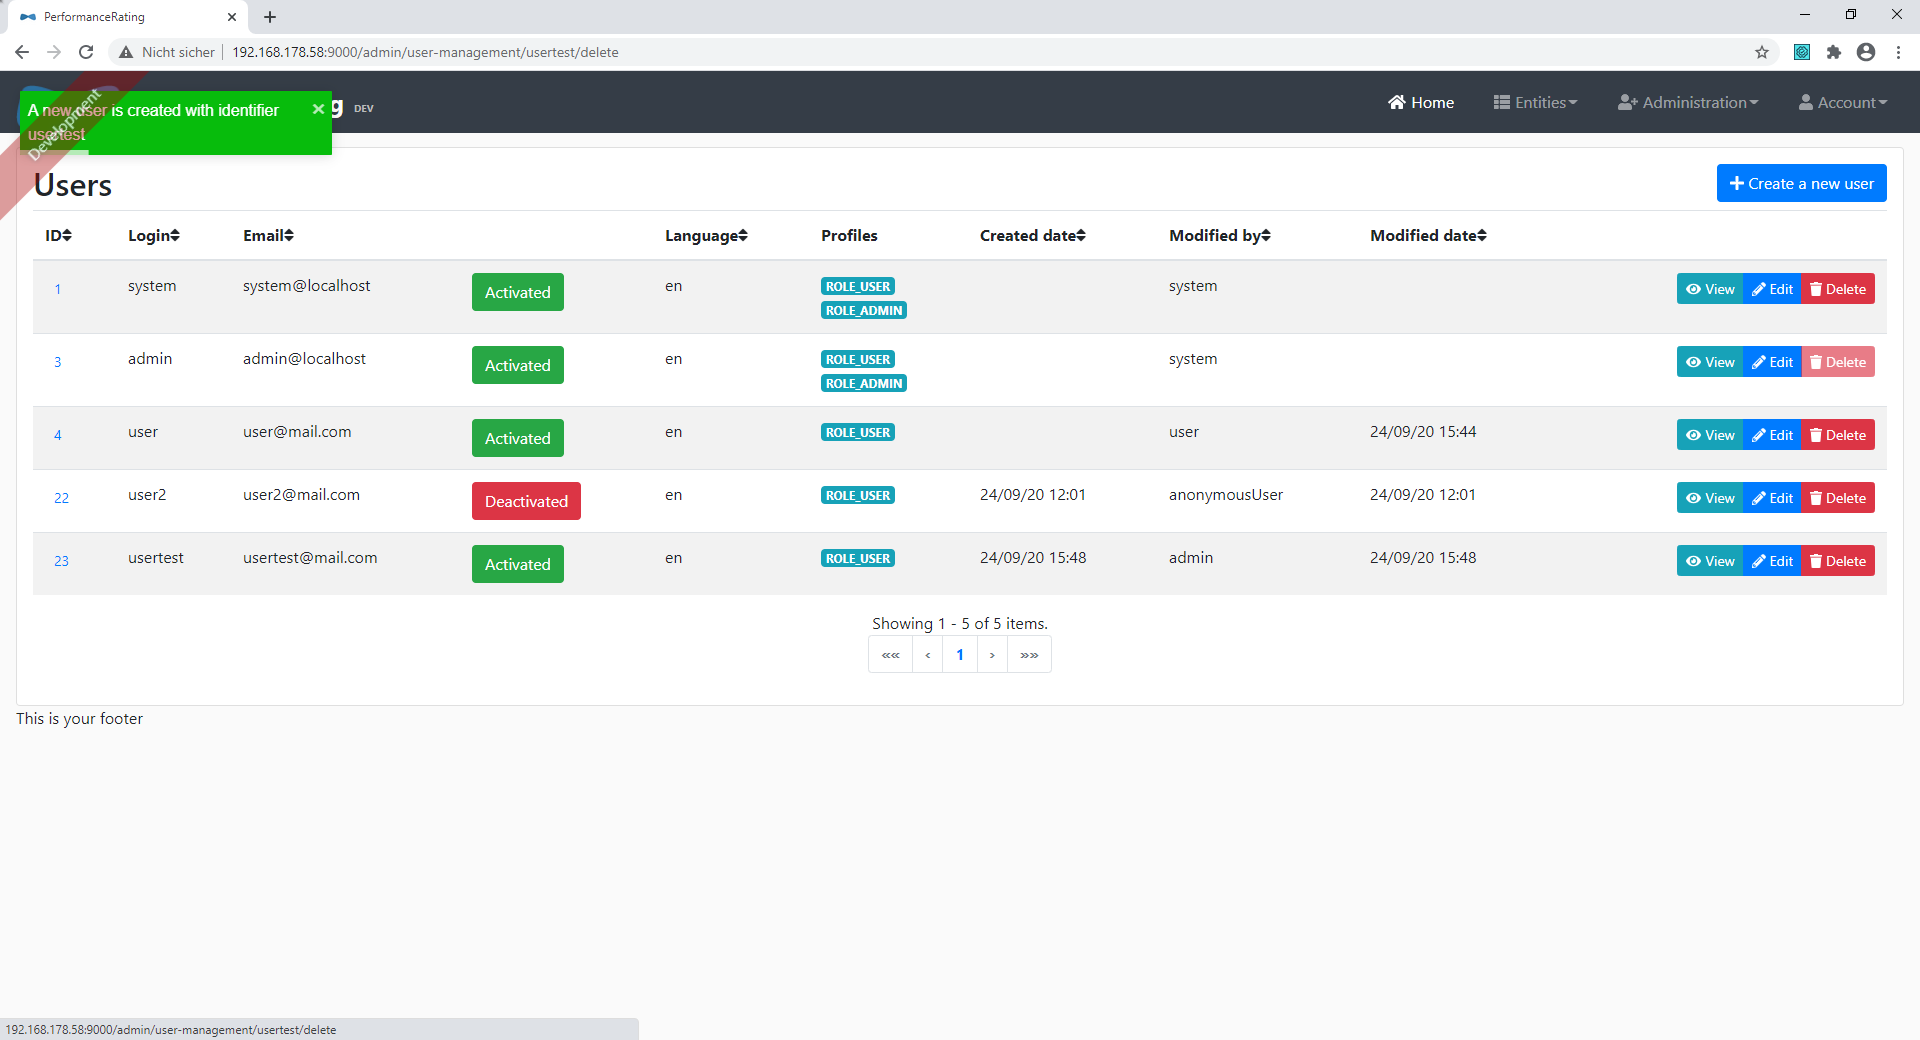 PerformanceRating
Nicht sicher 192.168.178.58:9000/admin/user-management/usertest/delete
Development
A new user is created with identifier
usertest
g DEV
Home Entities Administration Account
Users
Create a new user
ID Login Email Language Profiles Created date Modified by Modified date
1 system system@localhost Activated en ROLE_USER system View Edit Delete
ROLE_ADMIN
3 admin admin@localhost Activated en ROLE_USER system View Edit Delete
ROLE_ADMIN
4 user user@mail.com Activated en ROLE_USER user 24/09/20 15:44 View Edit Delete
22 user2 user2@mail.com Deactivated en ROLE_USER 24/09/20 12:01 anonymousUser 24/09/20 12:01 View Edit Delete
23 usertest usertest@mail.com Activated en ROLE_USER 24/09/20 15:48 admin 24/09/20 15:48 View Edit Delete
Showing 1 - 5 of 5 items.
«« ‹ 1 › »»
This is your footer
192.168.178.58:9000/admin/user-management/usertest/delete